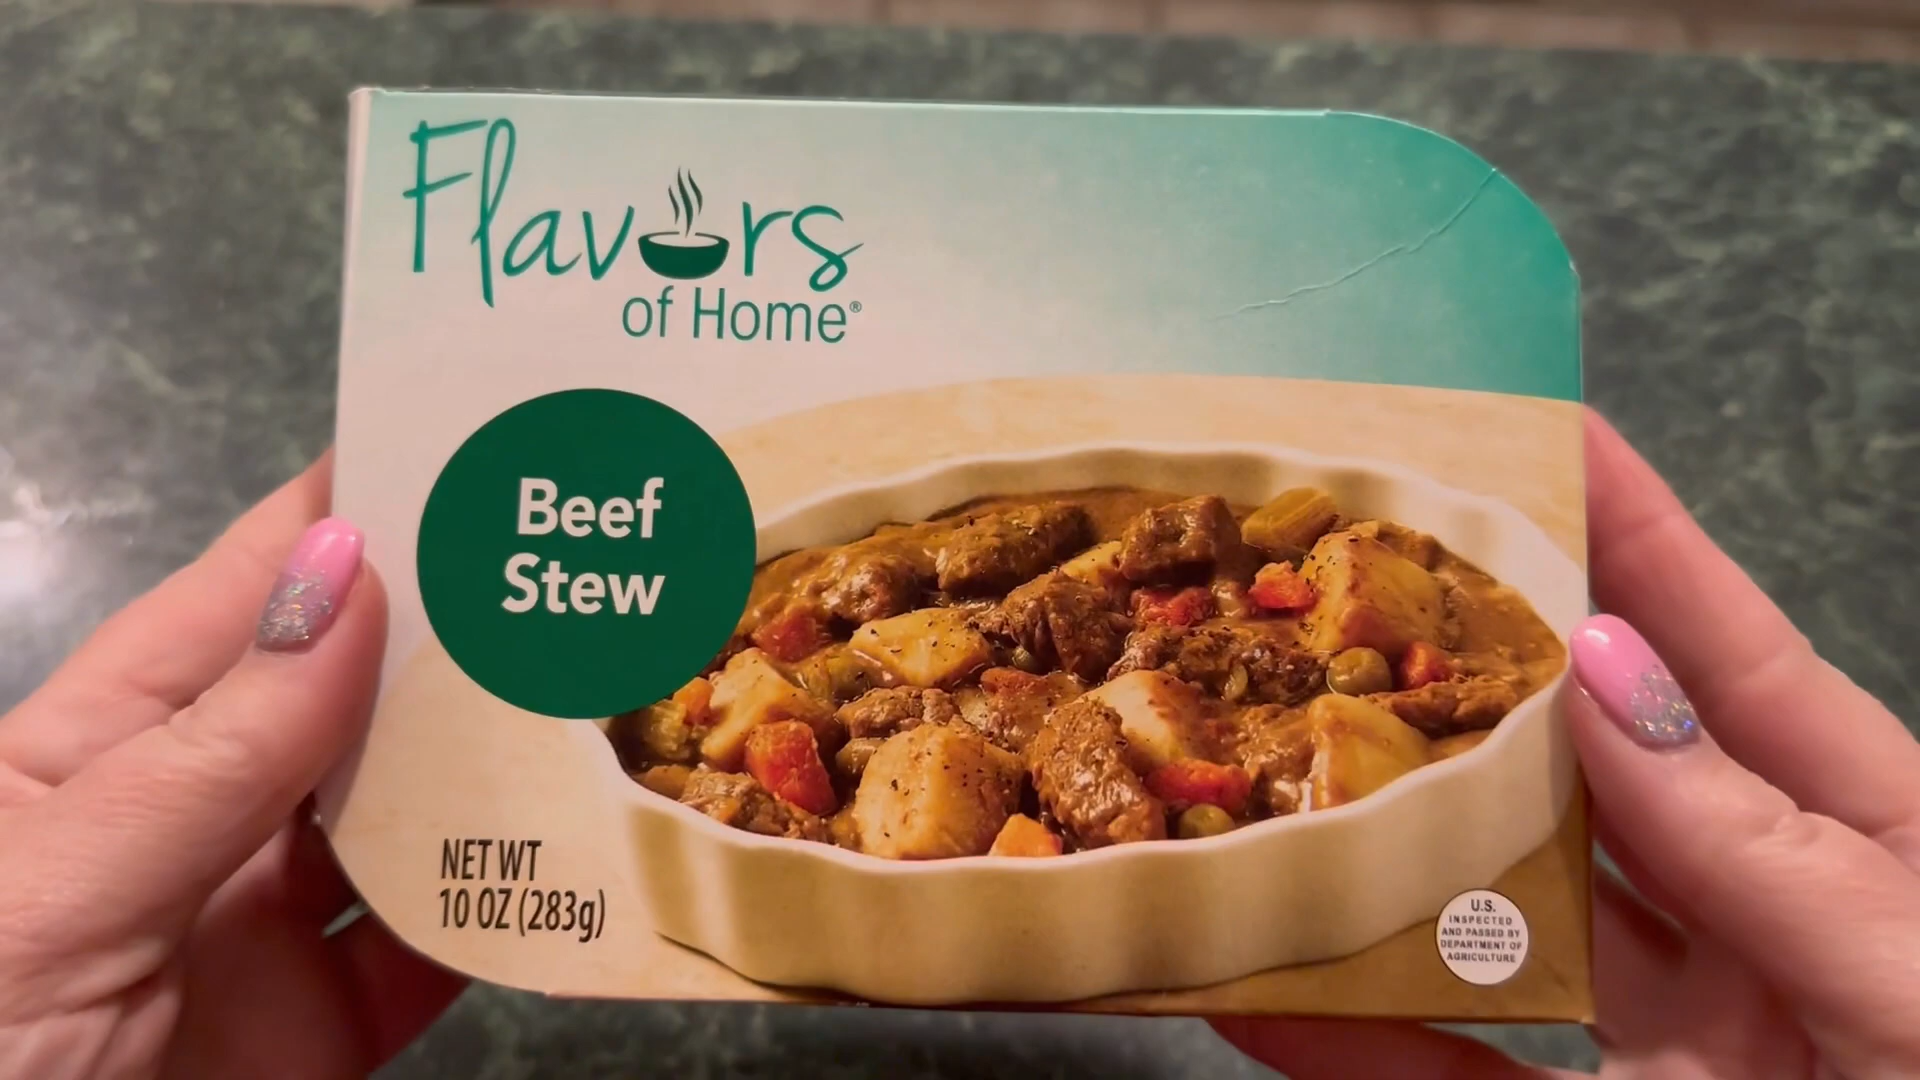 Flavors
of Home®
Beef
Stew
NET WT
10 OZ (283g)
U.S.
INSPECTED
AND PASSED BY
DEPARTMENT OF
AGRICULTURE